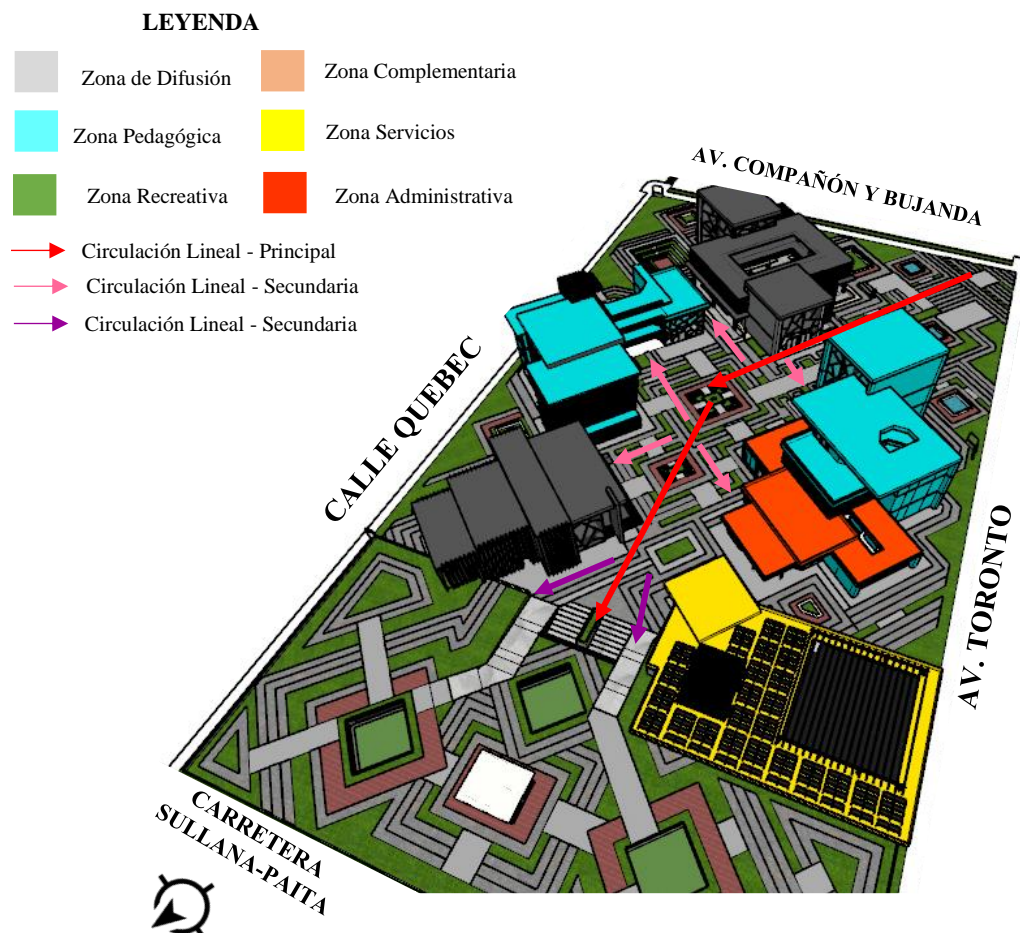 LEYENDA
Zona de Difusión
Zona Complementaria
Zona Pedagógica
Zona Servicios
Zona Recreativa
Zona Administrativa
Circulación Lineal - Principal
Circulación Lineal - Secundaria
Circulación Lineal - Secundaria
AV. COMPAÑÓN Y BUJANDA
CALLE QUEBEC
AV. TORONTO
CARRETERA
SULLANA-PAITA